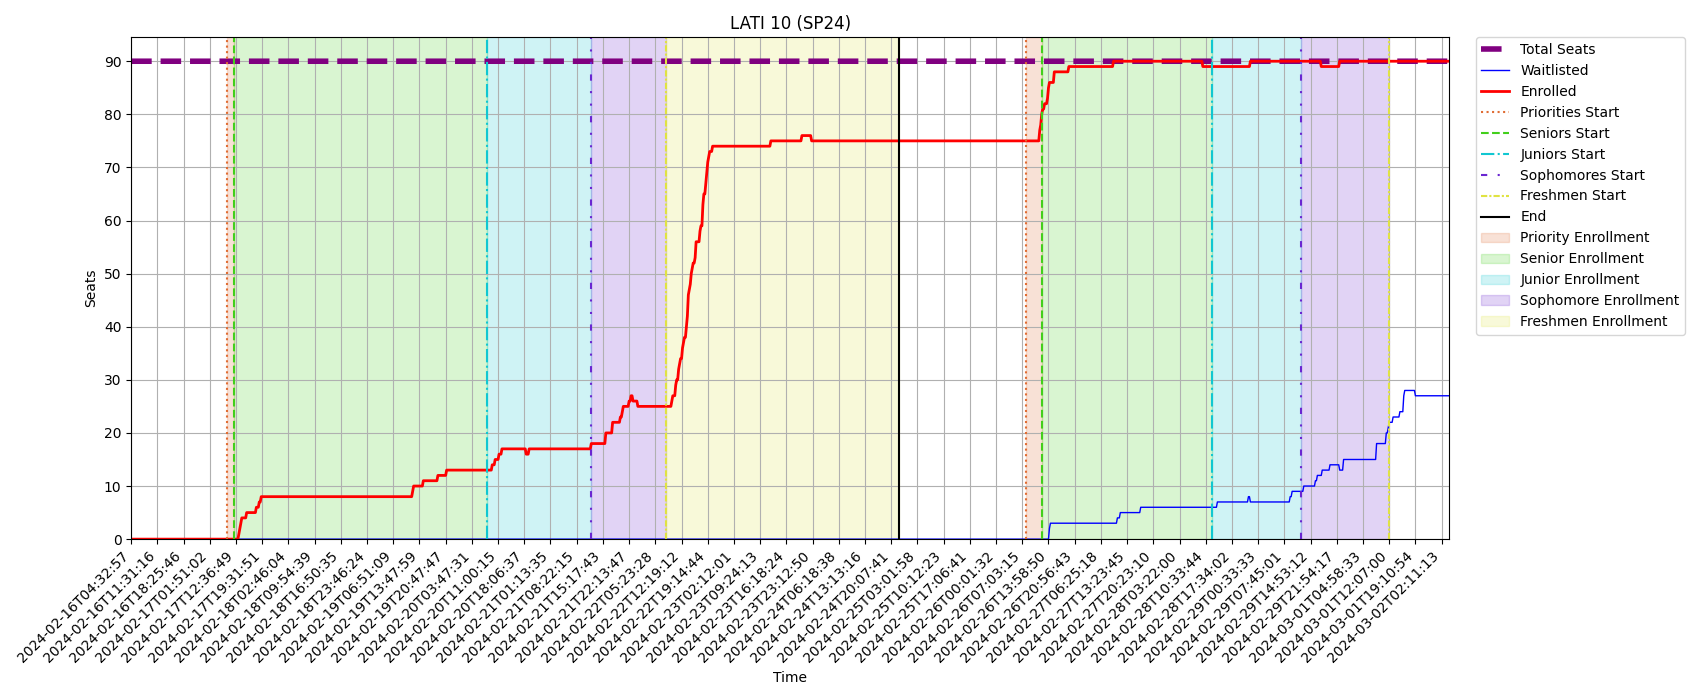 LATI 10 (SP24)
Seats
90
80
70
60
50
40
30
20
10
0
2024-02-16T04:32:57
2024-02-16T11:31:16
2024-02-16T18:25:46
2024-02-17T01:51:02
2024-02-17T12:36:49
2024-02-17T19:31:51
2024-02-18T02:46:04
2024-02-18T09:54:39
2024-02-18T16:50:35
2024-02-18T23:46:24
2024-02-19T06:51:09
2024-02-19T13:47:59
2024-02-19T20:47:47
2024-02-20T03:47:31
2024-02-20T11:00:15
2024-02-20T18:06:37
2024-02-21T01:13:35
2024-02-21T08:22:15
2024-02-21T15:17:43
2024-02-21T22:13:47
2024-02-22T05:23:28
2024-02-22T12:19:12
2024-02-22T19:14:44
2024-02-23T02:12:01
2024-02-23T09:24:13
2024-02-23T16:18:24
2024-02-23T23:12:50
2024-02-24T06:18:38
2024-02-24T13:13:16
2024-02-24T20:07:41
2024-02-25T03:01:58
2024-02-25T10:12:23
2024-02-25T17:06:41
2024-02-26T00:01:32
2024-02-26T07:03:15
2024-02-26T13:58:50
2024-02-26T20:56:43
2024-02-27T06:25:18
2024-02-27T13:23:45
2024-02-27T20:23:10
2024-02-28T03:22:00
2024-02-28T10:33:44
2024-02-28T17:34:02
2024-02-29T00:33:33
2024-02-29T07:45:01
2024-02-29T14:53:12
2024-02-29T21:54:17
2024-03-01T04:58:33
2024-03-01T12:07:00
2024-03-01T19:10:54
2024-03-02T02:11:13
Time
Total Seats
Waitlisted
Enrolled
Priorities Start
Seniors Start
Juniors Start
Sophomores Start
Freshmen Start
End
Priority Enrollment
Senior Enrollment
Junior Enrollment
Sophomore Enrollment
Freshmen Enrollment